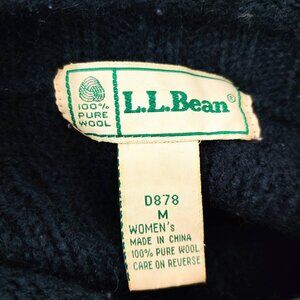 100%
PURE
WOOL
L.L.Bean®
D878
M
WOMEN's
MADE IN CHINA
100% PURE WOOL
CARE ON REVERSE